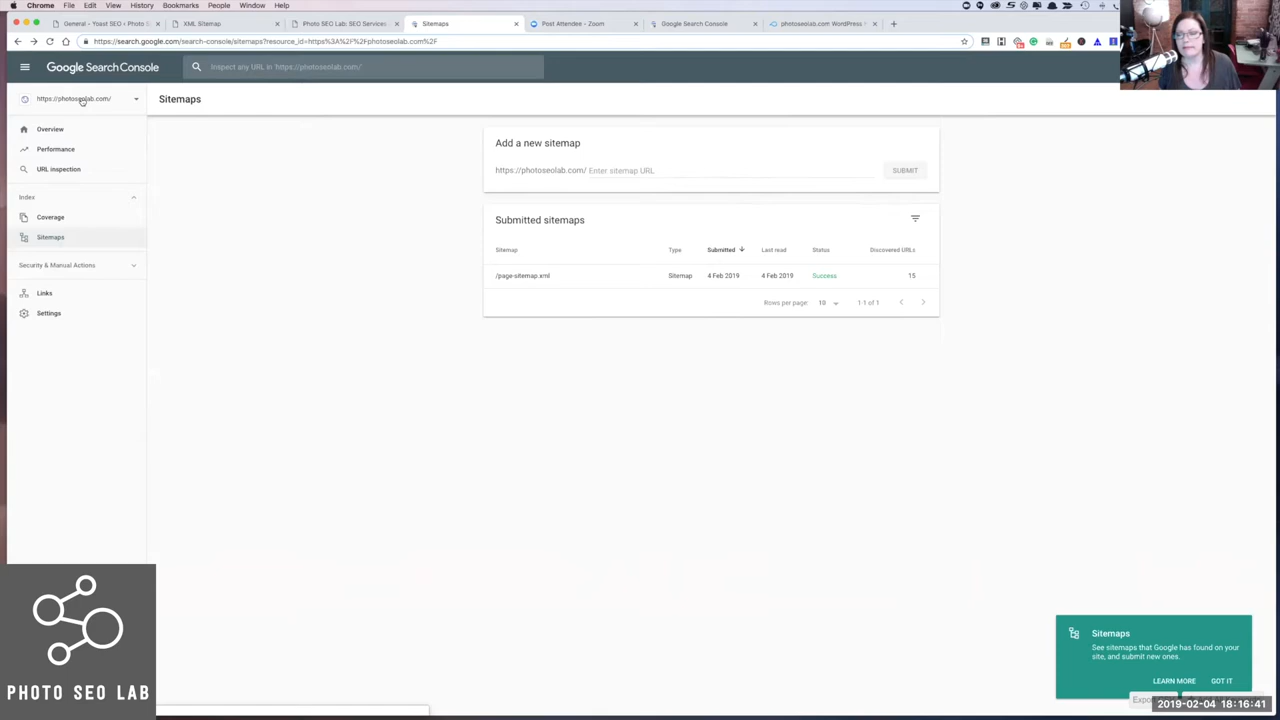 Chrome File Edit View History Bookmarks People Window Help
General - Yoast SEO • Photo S
XML Sitemap
Photo SEO Lab: SEO Services
Sitemaps
Post Attendee - Zoom
Google Search Console
photoseolab.com WordPress
https://search.google.com/search-console/sitemaps?resource_id=https%3A%2F%2Fphotoseolab.com%2F
Google Search Console
Inspect any URL in 'https://photoseolab.com/'
https://photoseolab.com/
Sitemaps
Overview
Performance
URL inspection
Index
Coverage
Sitemaps
Security & Manual Actions
Links
Settings
Add a new sitemap
https://photoseolab.com/ Enter sitemap URL
SUBMIT
Submitted sitemaps
Sitemap Type Submitted Last read Status Discovered URLs
/page-sitemap.xml Sitemap 4 Feb 2019 4 Feb 2019 Success 15
Rows per page: 10 1-1 of 1
Sitemaps
See sitemaps that Google has found on your
site, and submit new ones.
LEARN MORE GOT IT
2019-02-04 18:16:41
PHOTO SEO LAB